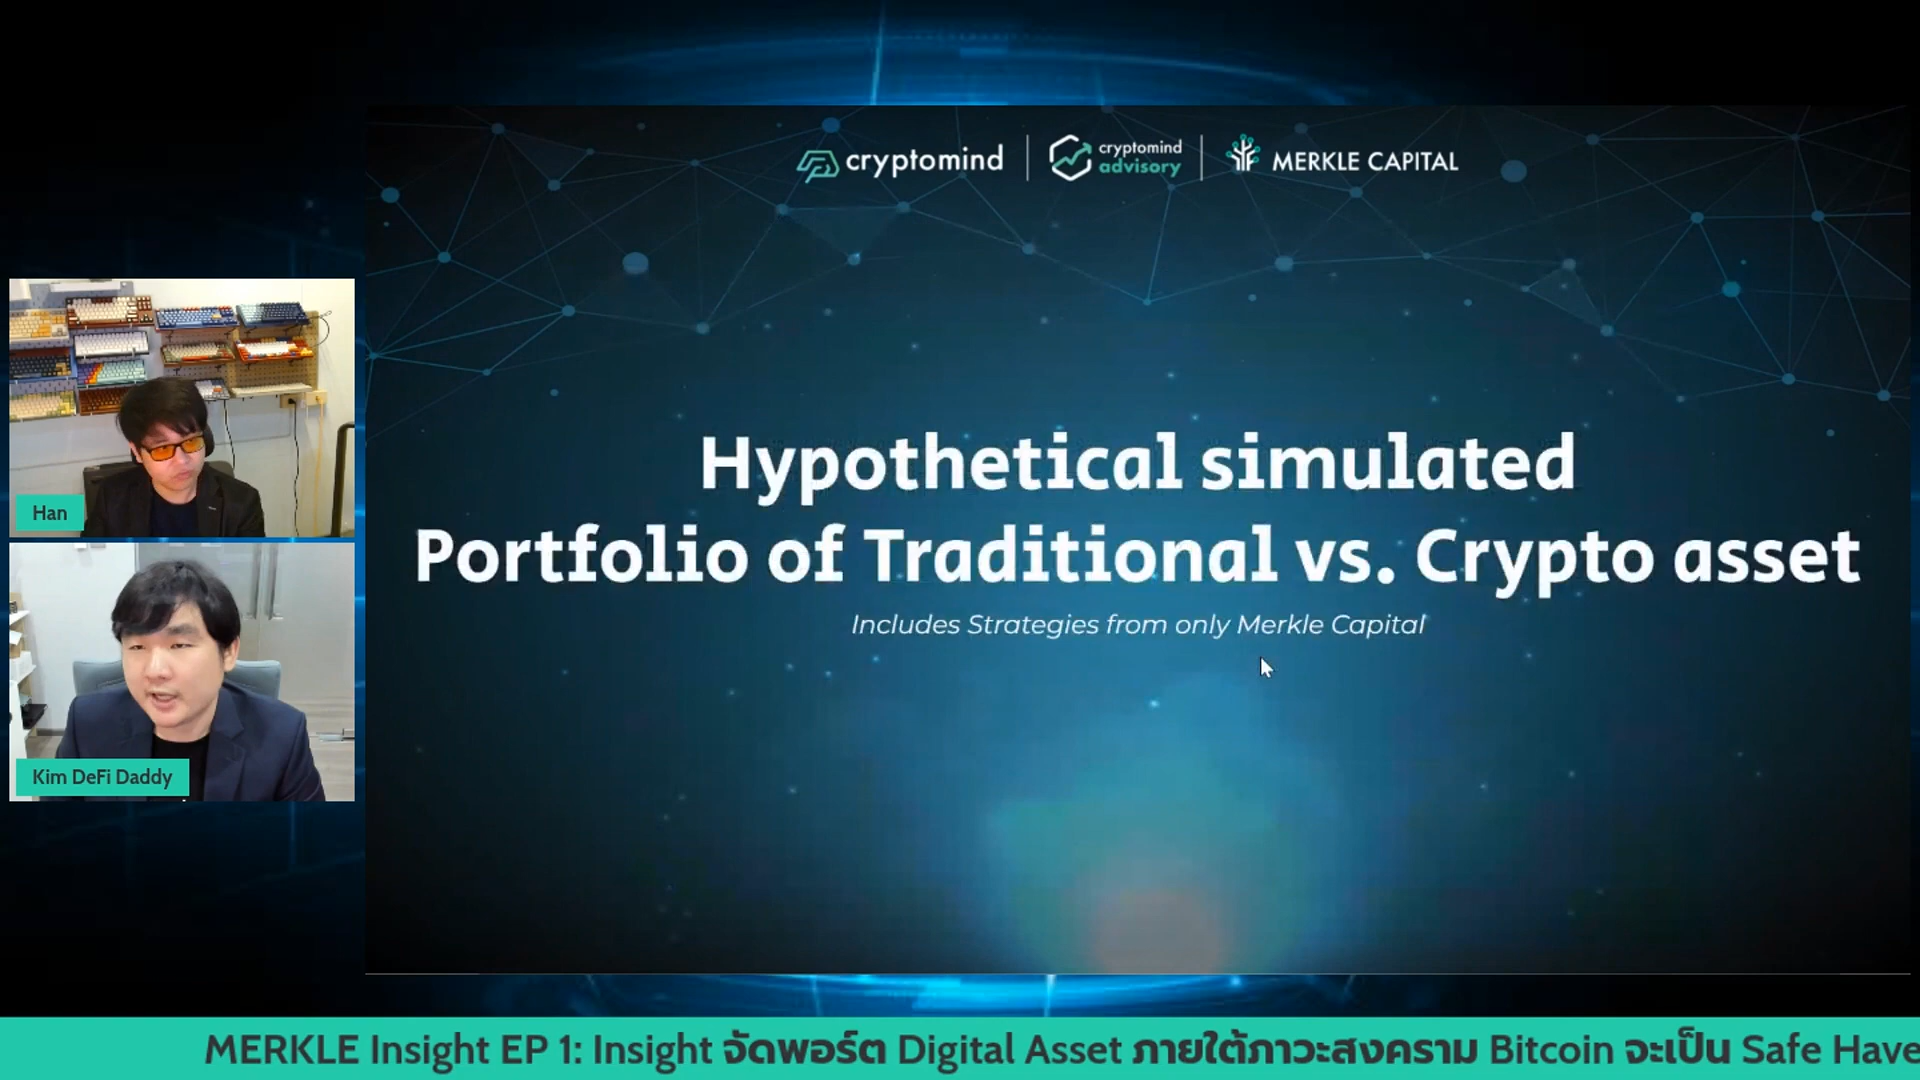 cryptomind
cryptomind
advisory
MERKLE CAPITAL
Hypothetical simulated
Portfolio of Traditional vs. Crypto asset
Includes Strategies from only Merkle Capital
Han
Kim DeFi Daddy
MERKLE Insight EP 1: Insight จัดพอร์ต Digital Asset ภายใต้ภาวะสงคราม Bitcoin จะเป็น Safe Have